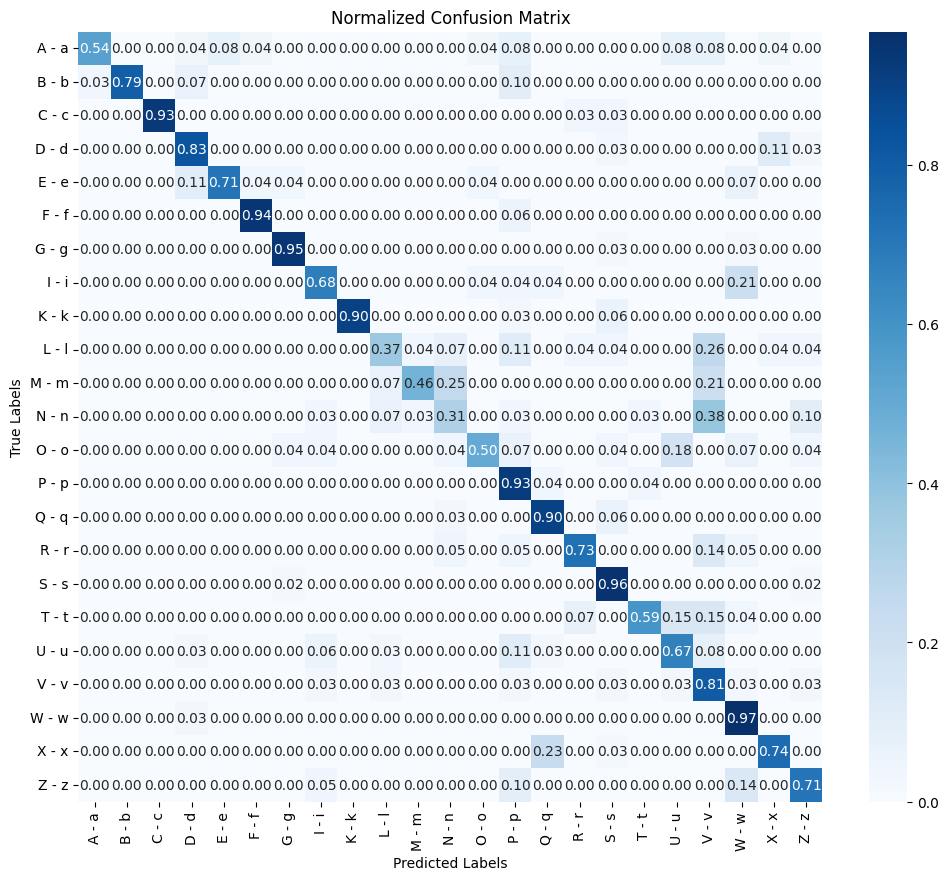 Normalized Confusion Matrix
A - a 0.54 0.00 0.00 0.04 0.08 0.04 0.00 0.00 0.00 0.00 0.00 0.00 0.04 0.08 0.00 0.00 0.00 0.00 0.08 0.08 0.00 0.04 0.00
B - b 0.03 0.79 0.00 0.07 0.00 0.00 0.00 0.00 0.00 0.00 0.00 0.00 0.00 0.10 0.00 0.00 0.00 0.00 0.00 0.00 0.00 0.00 0.00
C - c 0.00 0.00 0.93 0.00 0.00 0.00 0.00 0.00 0.00 0.00 0.00 0.00 0.00 0.00 0.00 0.03 0.03 0.00 0.00 0.00 0.00 0.00 0.00
D - d 0.00 0.00 0.00 0.83 0.00 0.00 0.00 0.00 0.00 0.00 0.00 0.00 0.00 0.00 0.00 0.00 0.03 0.00 0.00 0.00 0.00 0.11 0.03
E - e 0.00 0.00 0.00 0.11 0.71 0.04 0.04 0.00 0.00 0.00 0.00 0.00 0.04 0.00 0.00 0.00 0.00 0.00 0.00 0.00 0.07 0.00 0.00
F - f 0.00 0.00 0.00 0.00 0.00 0.94 0.00 0.00 0.00 0.00 0.00 0.00 0.00 0.06 0.00 0.00 0.00 0.00 0.00 0.00 0.00 0.00 0.00
G - g 0.00 0.00 0.00 0.00 0.00 0.00 0.95 0.00 0.00 0.00 0.00 0.00 0.00 0.00 0.00 0.00 0.03 0.00 0.00 0.00 0.03 0.00 0.00
I - i 0.00 0.00 0.00 0.00 0.00 0.00 0.00 0.68 0.00 0.00 0.00 0.00 0.04 0.04 0.04 0.00 0.00 0.00 0.00 0.00 0.21 0.00 0.00
K - k 0.00 0.00 0.00 0.00 0.00 0.00 0.00 0.00 0.90 0.00 0.00 0.00 0.00 0.03 0.00 0.00 0.06 0.00 0.00 0.00 0.00 0.00 0.00
L - l 0.00 0.00 0.00 0.00 0.00 0.00 0.00 0.00 0.00 0.37 0.04 0.07 0.00 0.11 0.00 0.04 0.04 0.00 0.00 0.26 0.00 0.04 0.04
M - m 0.00 0.00 0.00 0.00 0.00 0.00 0.00 0.00 0.00 0.07 0.46 0.25 0.00 0.00 0.00 0.00 0.00 0.00 0.00 0.21 0.00 0.00 0.00
N - n 0.00 0.00 0.00 0.00 0.00 0.00 0.00 0.03 0.00 0.07 0.03 0.31 0.00 0.03 0.00 0.00 0.00 0.03 0.00 0.38 0.00 0.00 0.10
O - o 0.00 0.00 0.00 0.00 0.00 0.00 0.04 0.04 0.00 0.00 0.00 0.04 0.50 0.07 0.00 0.00 0.04 0.00 0.18 0.00 0.07 0.00 0.04
P - p 0.00 0.00 0.00 0.00 0.00 0.00 0.00 0.00 0.00 0.00 0.00 0.00 0.00 0.93 0.04 0.00 0.00 0.04 0.00 0.00 0.00 0.00 0.00
Q - q 0.00 0.00 0.00 0.00 0.00 0.00 0.00 0.00 0.00 0.00 0.00 0.03 0.00 0.00 0.90 0.00 0.06 0.00 0.00 0.00 0.00 0.00 0.00
R - r 0.00 0.00 0.00 0.00 0.00 0.00 0.00 0.00 0.00 0.00 0.00 0.05 0.00 0.05 0.00 0.73 0.00 0.00 0.00 0.14 0.05 0.00 0.00
S - s 0.00 0.00 0.00 0.00 0.00 0.00 0.02 0.00 0.00 0.00 0.00 0.00 0.00 0.00 0.00 0.00 0.96 0.00 0.00 0.00 0.00 0.00 0.02
T - t 0.00 0.00 0.00 0.00 0.00 0.00 0.00 0.00 0.00 0.00 0.00 0.00 0.00 0.00 0.00 0.07 0.00 0.59 0.15 0.15 0.04 0.00 0.00
U - u 0.00 0.00 0.00 0.03 0.00 0.00 0.00 0.06 0.00 0.03 0.00 0.00 0.00 0.11 0.03 0.00 0.00 0.00 0.67 0.08 0.00 0.00 0.00
V - v 0.00 0.00 0.00 0.00 0.00 0.00 0.00 0.03 0.00 0.03 0.00 0.00 0.00 0.03 0.00 0.00 0.03 0.00 0.03 0.81 0.03 0.00 0.03
W - w 0.00 0.00 0.00 0.03 0.00 0.00 0.00 0.00 0.00 0.00 0.00 0.00 0.00 0.00 0.00 0.00 0.00 0.00 0.00 0.00 0.97 0.00 0.00
X - x 0.00 0.00 0.00 0.00 0.00 0.00 0.00 0.00 0.00 0.00 0.00 0.00 0.00 0.00 0.23 0.00 0.03 0.00 0.00 0.00 0.00 0.74 0.00
Z - z 0.00 0.00 0.00 0.00 0.00 0.00 0.00 0.05 0.00 0.00 0.00 0.00 0.00 0.10 0.00 0.00 0.00 0.00 0.00 0.00 0.14 0.00 0.71
A - a B - b C - c D - d E - e F - f G - g I - i K - k L - l M - m N - n O - o P - p Q - q R - r S - s T - t U - u V - v W - w X - x Z - z
Predicted Labels
True Labels
0.8
0.6
0.4
0.2
0.0